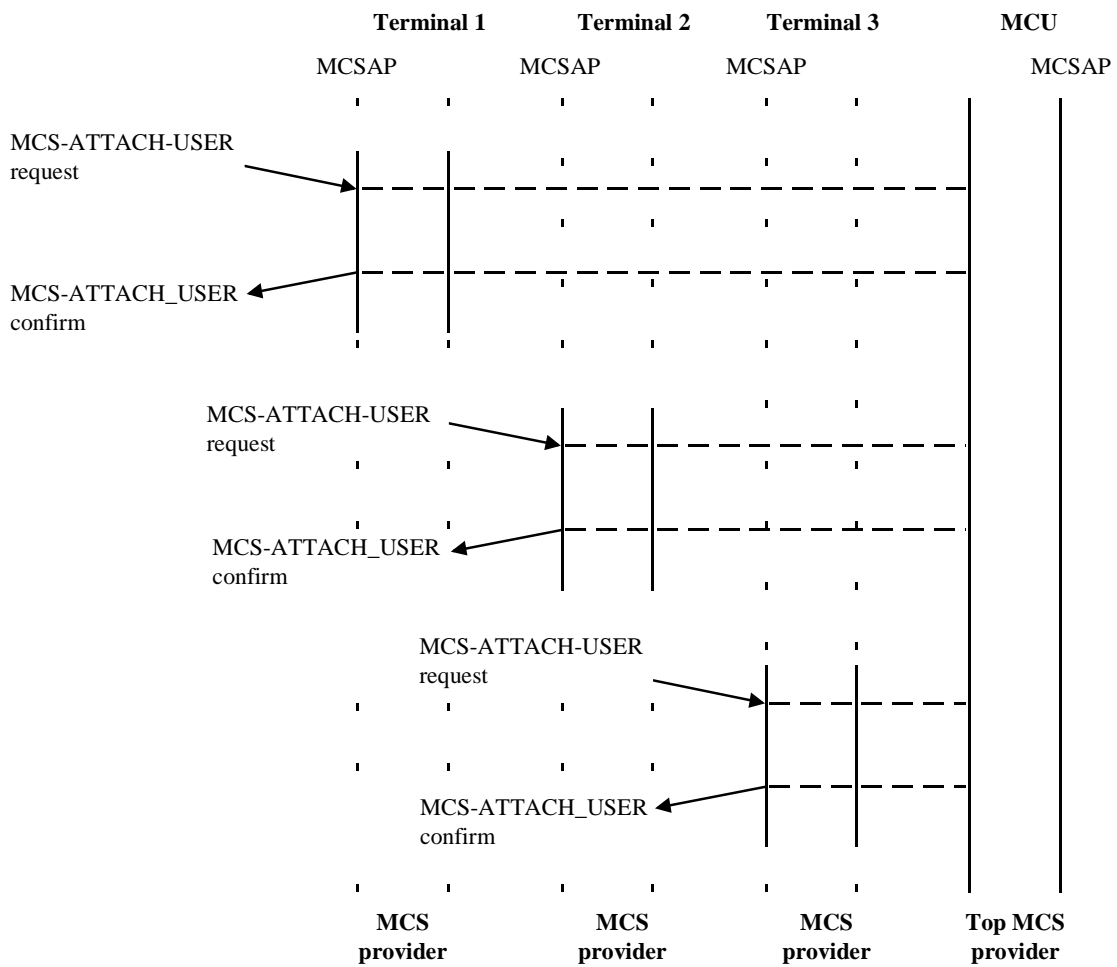 Terminal 1 Terminal 2 Terminal 3 MCU
MCSAP MCSAP MCSAP MCSAP
MCS-ATTACH-USER
request
MCS-ATTACH_USER
confirm
MCS-ATTACH-USER
request
MCS-ATTACH_USER
confirm
MCS-ATTACH-USER
request
MCS-ATTACH_USER
confirm
MCS MCS MCS Top MCS
provider provider provider provider